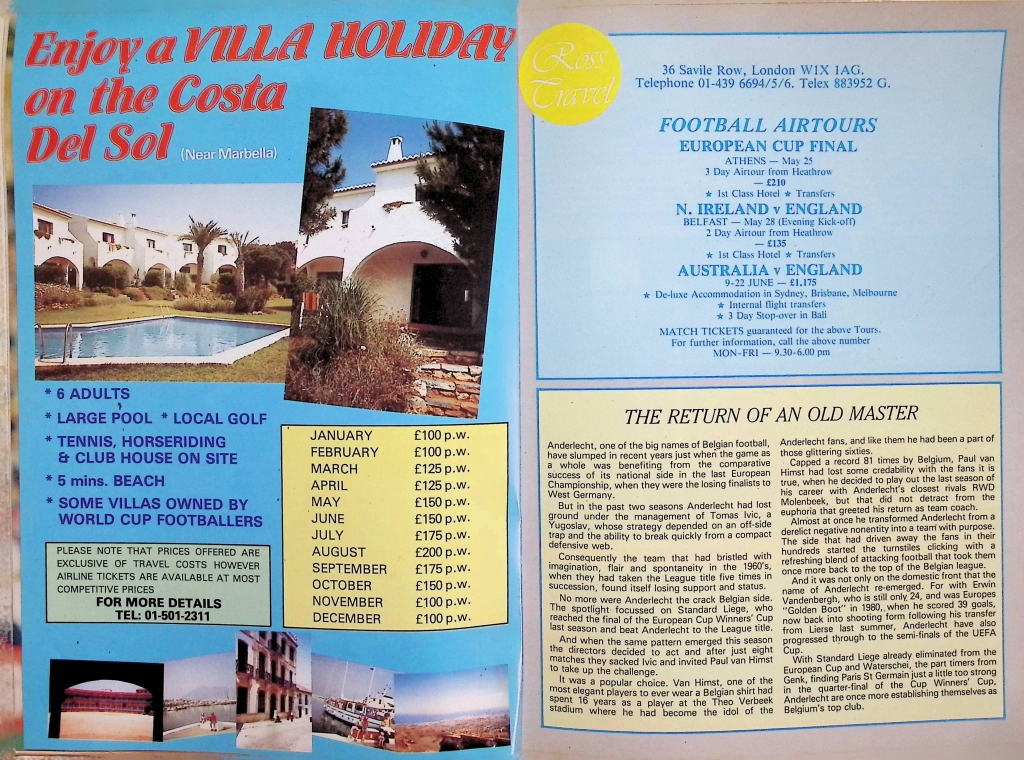 Enjoy a VILLA HOLIDAY
on the Costa
Del Sol (Near Marbella)
* 6 ADULTS
* LARGE POOL * LOCAL GOLF
* TENNIS, HORSERIDING
& CLUB HOUSE ON SITE
* 5 mins. BEACH
* SOME VILLAS OWNED BY
WORLD CUP FOOTBALLERS
PLEASE NOTE THAT PRICES OFFERED ARE
EXCLUSIVE OF TRAVEL COSTS HOWEVER
AIRLINE TICKETS ARE AVAILABLE AT MOST
COMPETITIVE PRICES
FOR MORE DETAILS
TEL: 01-501-2311
JANUARY £100 p.w.
FEBRUARY £100 p.w.
MARCH £125 p.w.
APRIL £125 p.w.
MAY £150 p.w.
JUNE £150 p.w.
JULY £175 p.w.
AUGUST £200 p.w.
SEPTEMBER £175 p.w.
OCTOBER £150 p.w.
NOVEMBER £100 p.w.
DECEMBER £100 p.w.
Ross
Travel
36 Savile Row, London W1X 1AG.
Telephone 01-439 6694/5/6. Telex 883952 G.
FOOTBALL AIRTOURS
EUROPEAN CUP FINAL
ATHENS — May 25
3 Day Airtour from Heathrow
— £210
★ 1st Class Hotel ★ Transfers
N. IRELAND v ENGLAND
BELFAST — May 28 (Evening Kick-off)
2 Day Airtour from Heathrow
— £135
★ 1st Class Hotel ★ Transfers
AUSTRALIA v ENGLAND
9-22 JUNE — £1,175
★ De-luxe Accommodation in Sydney, Brisbane, Melbourne
★ Internal flight transfers
★ 3 Day Stop-over in Bali
MATCH TICKETS guaranteed for the above Tours.
For further information, call the above number
MON-FRI — 9.30-6.00 pm
THE RETURN OF AN OLD MASTER
Anderlecht, one of the big names of Belgian football,
have slumped in recent years just when the game as
a whole was benefiting from the comparative
success of its national side in the last European
Championship, when they were the losing finalists to
West Germany.
But in the past two seasons Anderlecht had lost
ground under the management of Tomas Ivic, a
Yugoslav, whose strategy depended on an off-side
trap and the ability to break quickly from a compact
defensive web.
Consequently the team that had bristled with
imagination, flair and spontaneity in the 1960's,
when they had taken the League title five times in
succession, found itself losing support and status.
No more were Anderlecht the crack Belgian side.
The spotlight focussed on Standard Liege, who
reached the final of the European Cup Winners' Cup
last season and beat Anderlecht to the League title.
And when the same pattern emerged this season
the directors decided to act and after just eight
matches they sacked Ivic and invited Paul van Himst
to take up the challenge.
It was a popular choice. Van Himst, one of the
most elegant players to ever wear a Belgian shirt had
spent 16 years as a player at the Theo Verbeek
stadium where he had become the idol of the
Anderlecht fans, and like them he had been a part of
those glittering sixties.
Capped a record 81 times by Belgium, Paul van
Himst had lost some credability with the fans it is
true, when he decided to play out the last season of
his career with Anderlecht's closest rivals RWD
Molenbeek, but that did not detract from the
euphoria that greeted his return as team coach.
Almost at once he transformed Anderlecht from a
derelict negative nonentity into a team with purpose.
The side that had driven away the fans in their
hundreds started the turnstiles clicking with a
refreshing blend of attacking football that took them
once more back to the top of the Belgian league.
And it was not only on the domestic front that the
name of Anderlecht re-emerged. For with Erwin
Vandenbergh, who is still only 24, and was Europes
"Golden Boot" in 1980, when he scored 39 goals,
now back into shooting form following his transfer
from Lierse last summer, Anderlecht have also
progressed through to the semi-finals of the UEFA
Cup.
With Standard Liege already eliminated from the
European Cup and Waterschei, the part timers from
Genk, finding Paris St Germain just a little too strong
in the quarter-final of the Cup Winners' Cup,
Anderlecht are once more establishing themselves as
Belgium's top club.